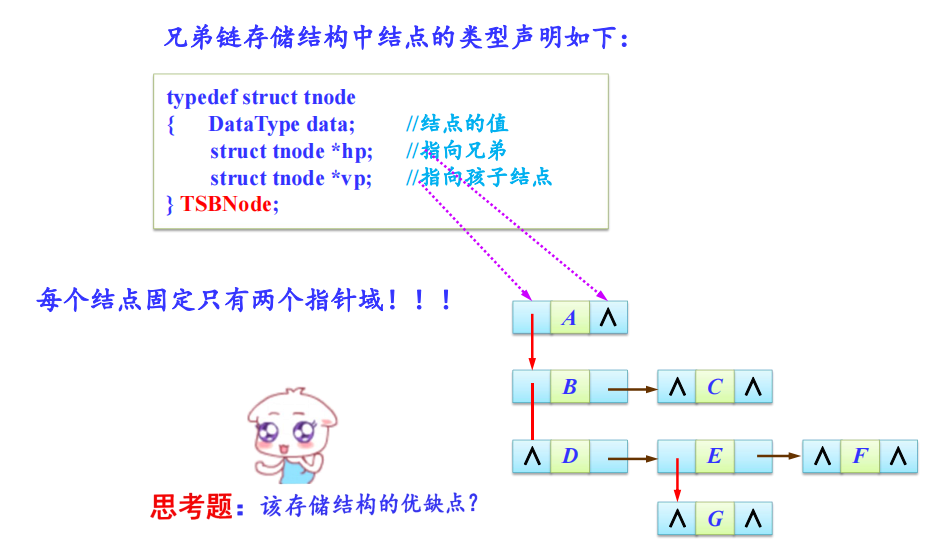 兄弟链存储结构中结点的类型声明如下：
typedef struct tnode
{ DataType data; //结点的值
struct tnode *hp; //指向兄弟
struct tnode *vp; //指向孩子结点
} TSBNode;
每个结点固定只有两个指针域！！！
A ∧
B ∧ C ∧
∧ D E ∧ F ∧
∧ G ∧
思考题：该存储结构的优缺点？